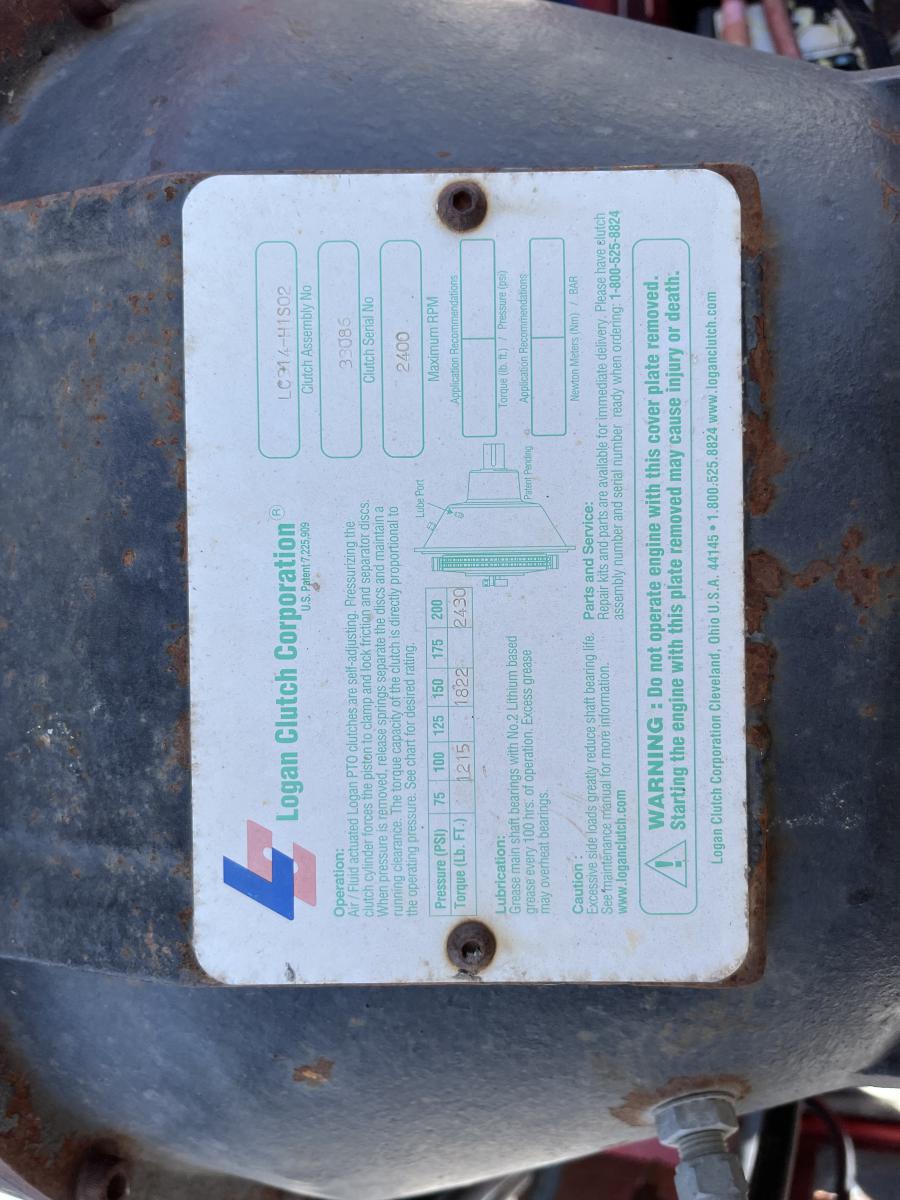 Logan Clutch Corporation®
U.S. Patent 7,225,909
Clutch Assembly No
33086
Clutch Serial No
2400
Maximum RPM
Application Recommendations
Torque (lb. ft.) / Pressure (psi)
Application Recommendations
Newton Meters (Nm) / BAR
Operation:
Air / Fluid actuated Logan PTO clutches are self-adjusting. Pressurizing the
clutch cylinder forces the piston to clamp and lock friction and separator discs.
When pressure is removed, release springs separate the discs and maintain a
running clearance. The torque capacity of the clutch is directly proportional to
the operating pressure. See chart for desired rating.
Pressure (PSI) 75 100 125 150 175 200
Torque (Lb. FT.) 1215 1822 2430
Lube Port
Patent Pending
Lubrication:
Grease main shaft bearings with No.2 Lithium based
grease every 100 hrs. of operation. Excess grease
may overheat bearings.
Caution :
Excessive side loads greatly reduce shaft bearing life.
See maintenance manual for more information.
www.loganclutch.com
Parts and Service:
Repair kits and parts are available for immediate delivery. Please have clutch
assembly number and serial number ready when ordering: 1-800-525-8824
WARNING : Do not operate engine with this cover plate removed.
Starting the engine with this plate removed may cause injury or death.
Logan Clutch Corporation Cleveland, Ohio U.S.A. 44145 • 1.800.525.8824 www.loganclutch.com